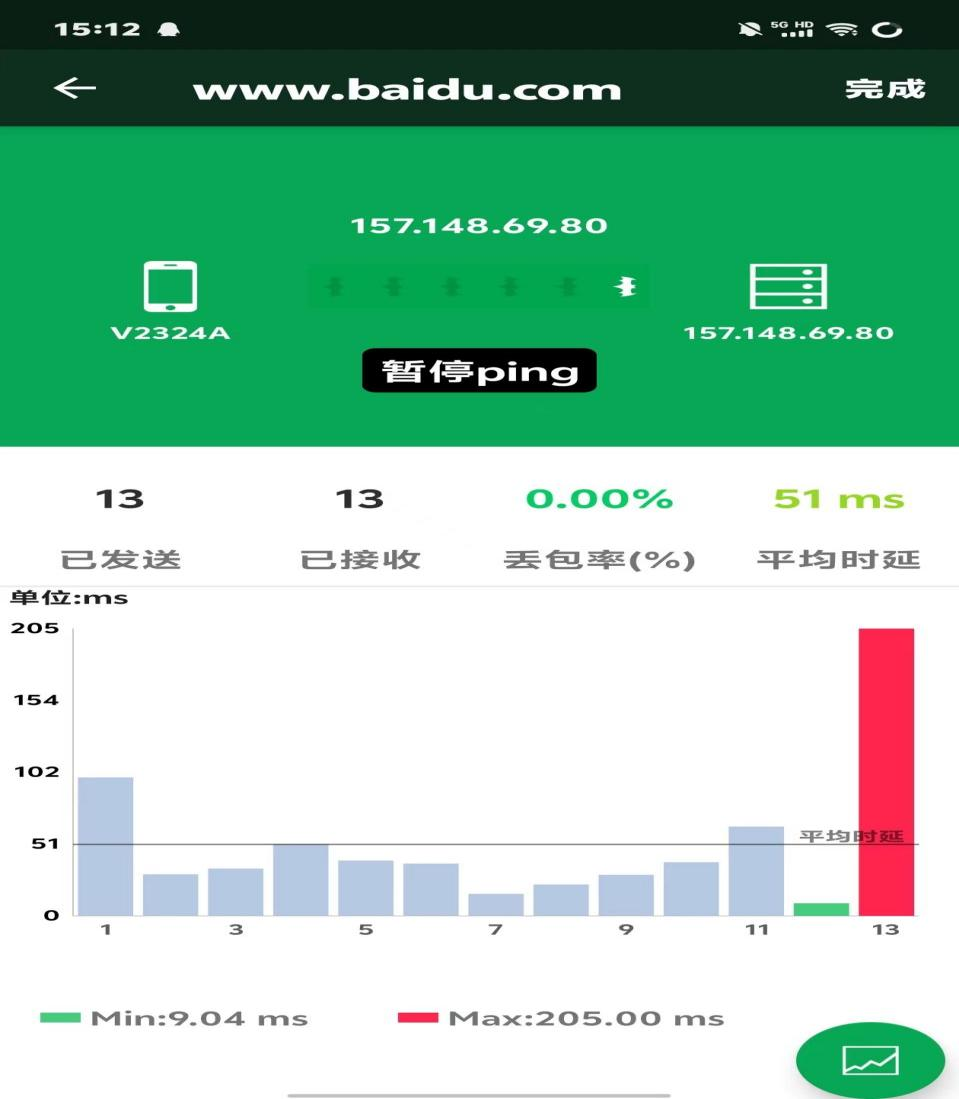 15:12 5G HD
www.baidu.com 完成
157.148.69.80
V2324A 157.148.69.80
暂停ping
13 13 0.00% 51 ms
已发送 已接收 丢包率(%) 平均时延
单位:ms
205
154
102
平均时延
51
0
1 3 5 7 9 11 13
Min:9.04 ms Max:205.00 ms